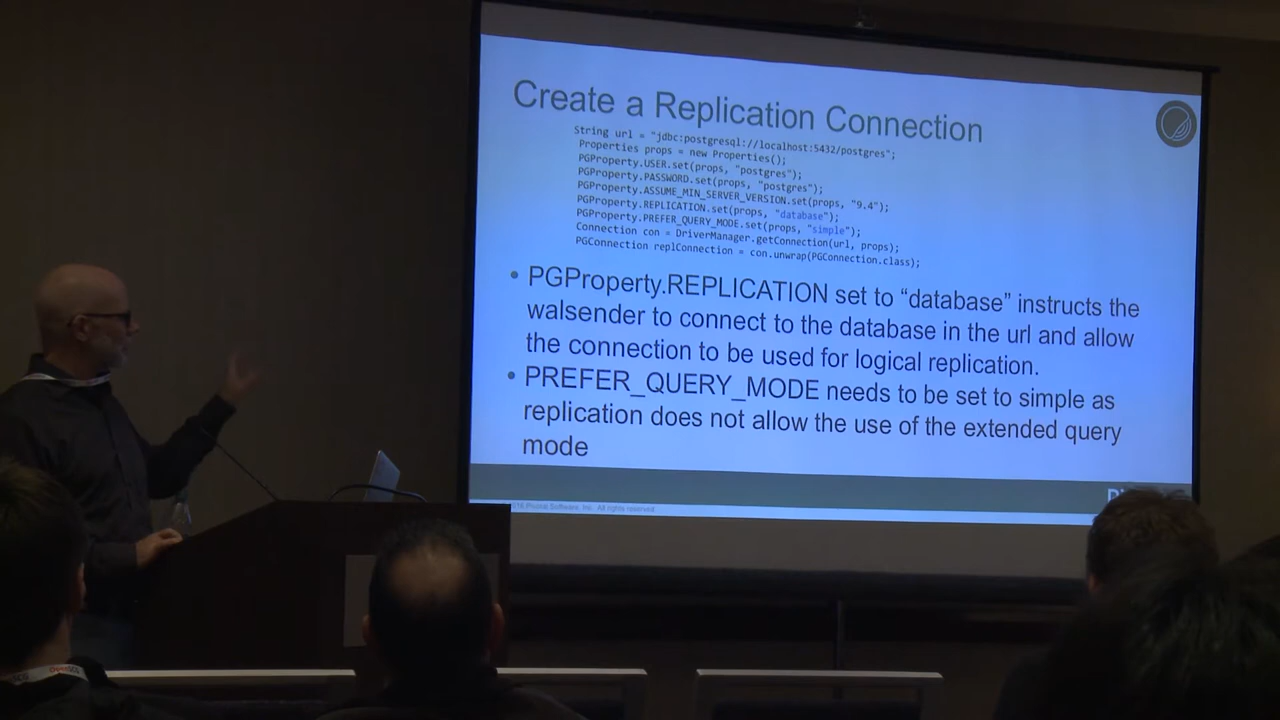 Create a Replication Connection
String url = "jdbc:postgresql://localhost:5432/postgres";
Properties props = new Properties();
PGProperty.USER.set(props, "postgres");
PGProperty.PASSWORD.set(props, "postgres");
PGProperty.ASSUME_MIN_SERVER_VERSION.set(props, "9.4");
PGProperty.REPLICATION.set(props, "database");
PGProperty.PREFER_QUERY_MODE.set(props, "simple");
Connection con = DriverManager.getConnection(url, props);
PGConnection replConnection = con.unwrap(PGConnection.class);
• PGProperty.REPLICATION set to “database” instructs the
walsender to connect to the database in the url and allow
the connection to be used for logical replication.
• PREFER_QUERY_MODE needs to be set to simple as
replication does not allow the use of the extended query
mode
Software, Inc. All rights reserved